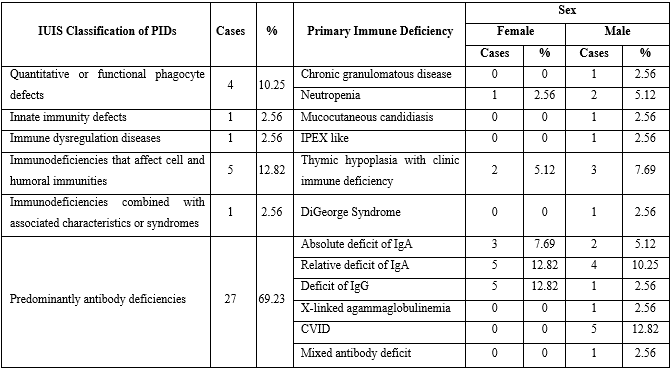 IUIS Classification of PIDs Cases % Primary Immune Deficiency Sex
Female Male
Cases % Cases %
Quantitative or functional phagocyte
defects 4 10.25 Chronic granulomatous disease 0 0 1 2.56
Neutropenia 1 2.56 2 5.12
Innate immunity defects 1 2.56 Mucocutaneous candidiasis 0 0 1 2.56
Immune dysregulation diseases 1 2.56 IPEX like 0 0 1 2.56
Immunodeficiencies that affect cell and
humoral immunities 5 12.82 Thymic hypoplasia with clinic
immune deficiency 2 5.12 3 7.69
Immunodeficiencies combined with
associated characteristics or syndromes 1 2.56 DiGeorge Syndrome 0 0 1 2.56
Predominantly antibody deficiencies 27 69.23 Absolute deficit of IgA 3 7.69 2 5.12
Relative deficit of IgA 5 12.82 4 10.25
Deficit of IgG 5 12.82 1 2.56
X-linked agammaglobulinemia 0 0 1 2.56
CVID 0 0 5 12.82
Mixed antibody deficit 0 0 1 2.56